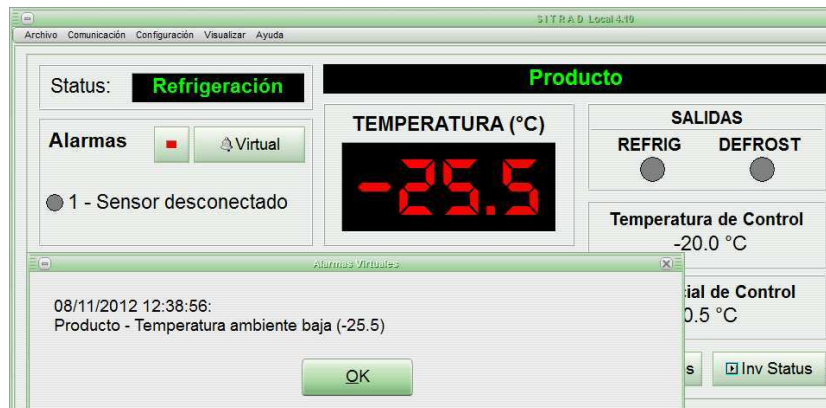 SITRAD Local 4.10
Archivo Comunicación Configuración Visualizar Ayuda
Status: Refrigeración
Producto
Alarmas
Virtual
1 - Sensor desconectado
TEMPERATURA (°C)
-25.5
SALIDAS
REFRIG DEFROST
Temperatura de Control
-20.0 °C
ial de Control
0.5 °C
s
Inv Status
Alarmas Virtuales
08/11/2012 12:38:56:
Producto - Temperatura ambiente baja (-25.5)
OK